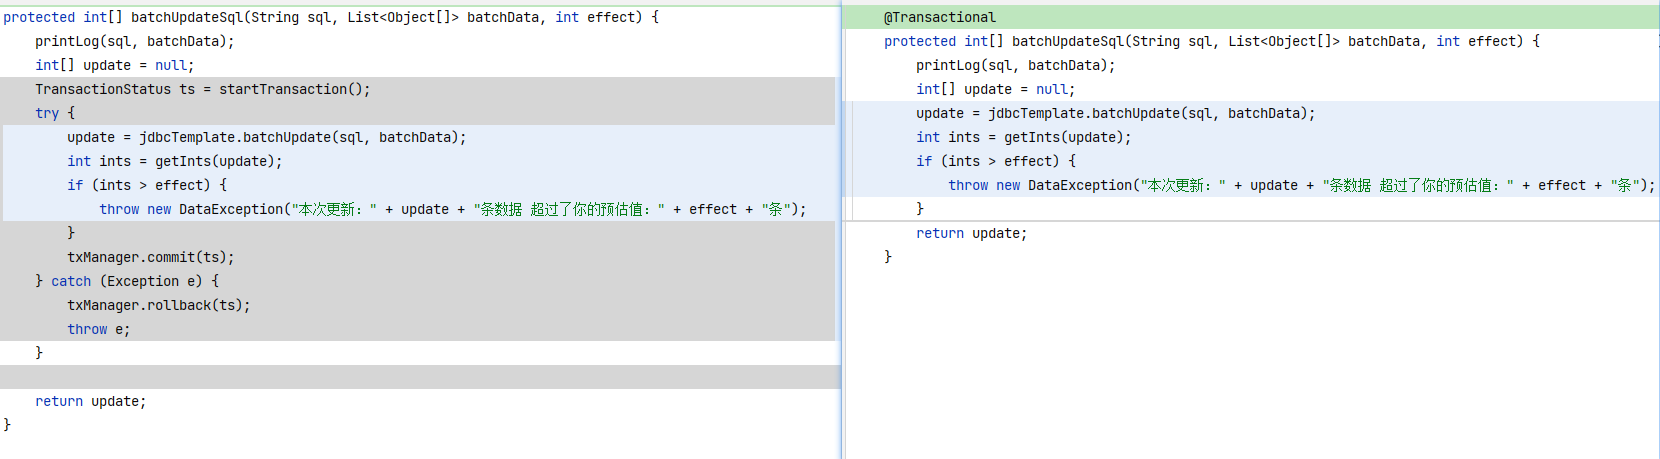 protected int[] batchUpdateSql(String sql, List<Object[]> batchData, int effect) {
    printLog(sql, batchData);
    int[] update = null;
    TransactionStatus ts = startTransaction();
    try {
        update = jdbcTemplate.batchUpdate(sql, batchData);
        int ints = getInts(update);
        if (ints > effect) {
            throw new DataException("本次更新：" + update + "条数据 超过了你的预估值：" + effect + "条");
        }
        txManager.commit(ts);
    } catch (Exception e) {
        txManager.rollback(ts);
        throw e;
    }
    return update;
}
@Transactional
protected int[] batchUpdateSql(String sql, List<Object[]> batchData, int effect) {
    printLog(sql, batchData);
    int[] update = null;
    update = jdbcTemplate.batchUpdate(sql, batchData);
    int ints = getInts(update);
    if (ints > effect) {
        throw new DataException("本次更新：" + update + "条数据 超过了你的预估值：" + effect + "条");
    }
    return update;
}